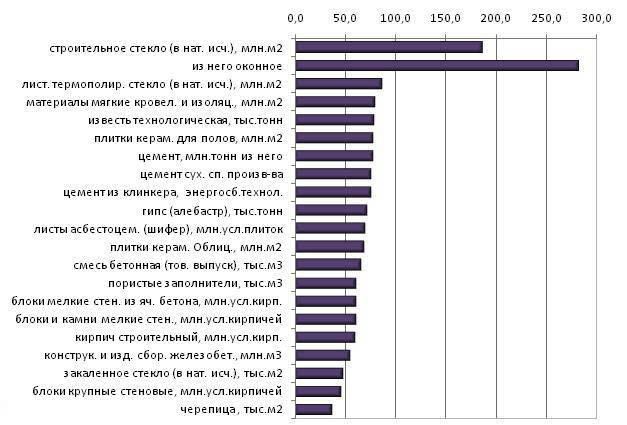 0,0 50,0 100,0 150,0 200,0 250,0 300,0
строительное стекло (в нат. исч.), млн.м2
из него оконное
лист. термополир. стекло (в нат. исч.), млн.м2
материалы мягкие кровел. и изоляц., млн.м2
известь технологическая, тыс.тонн
плитки керам. для полов, млн.м2
цемент, млн.тонн из него
цемент сух. сп. произв-ва
цемент из клинкера, энергосб.технол.
гипс (алебастр), тыс.тонн
листы асбестоцем. (шифер), млн.усл.плиток
плитки керам. Облиц., млн.м2
смесь бетонная (тов. выпуск), тыс.м3
пористые заполнители, тыс.м3
блоки мелкие стен. из яч. бетона, млн.усл.кирп.
блоки и камни мелкие стен., млн.усл.кирпичей
кирпич строительный, млн.усл.кирп.
конструк. и изд. сбор. железобет., млн.м3
закаленное стекло (в нат. исч.), тыс.м2
блоки крупные стеновые, млн.усл.кирпичей
черепица, тыс.м2